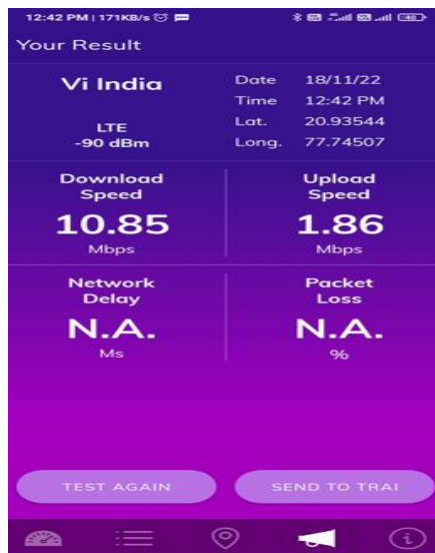 12:42 PM | 171KB/s
48
Your Result
Vi India
LTE
-90 dBm
Date 18/11/22
Time 12:42 PM
Lat. 20.93544
Long. 77.74507
Download
Speed
10.85
Mbps
Upload
Speed
1.86
Mbps
Network
Delay
N.A.
Ms
Packet
Loss
N.A.
%
TEST AGAIN
SEND TO TRAI